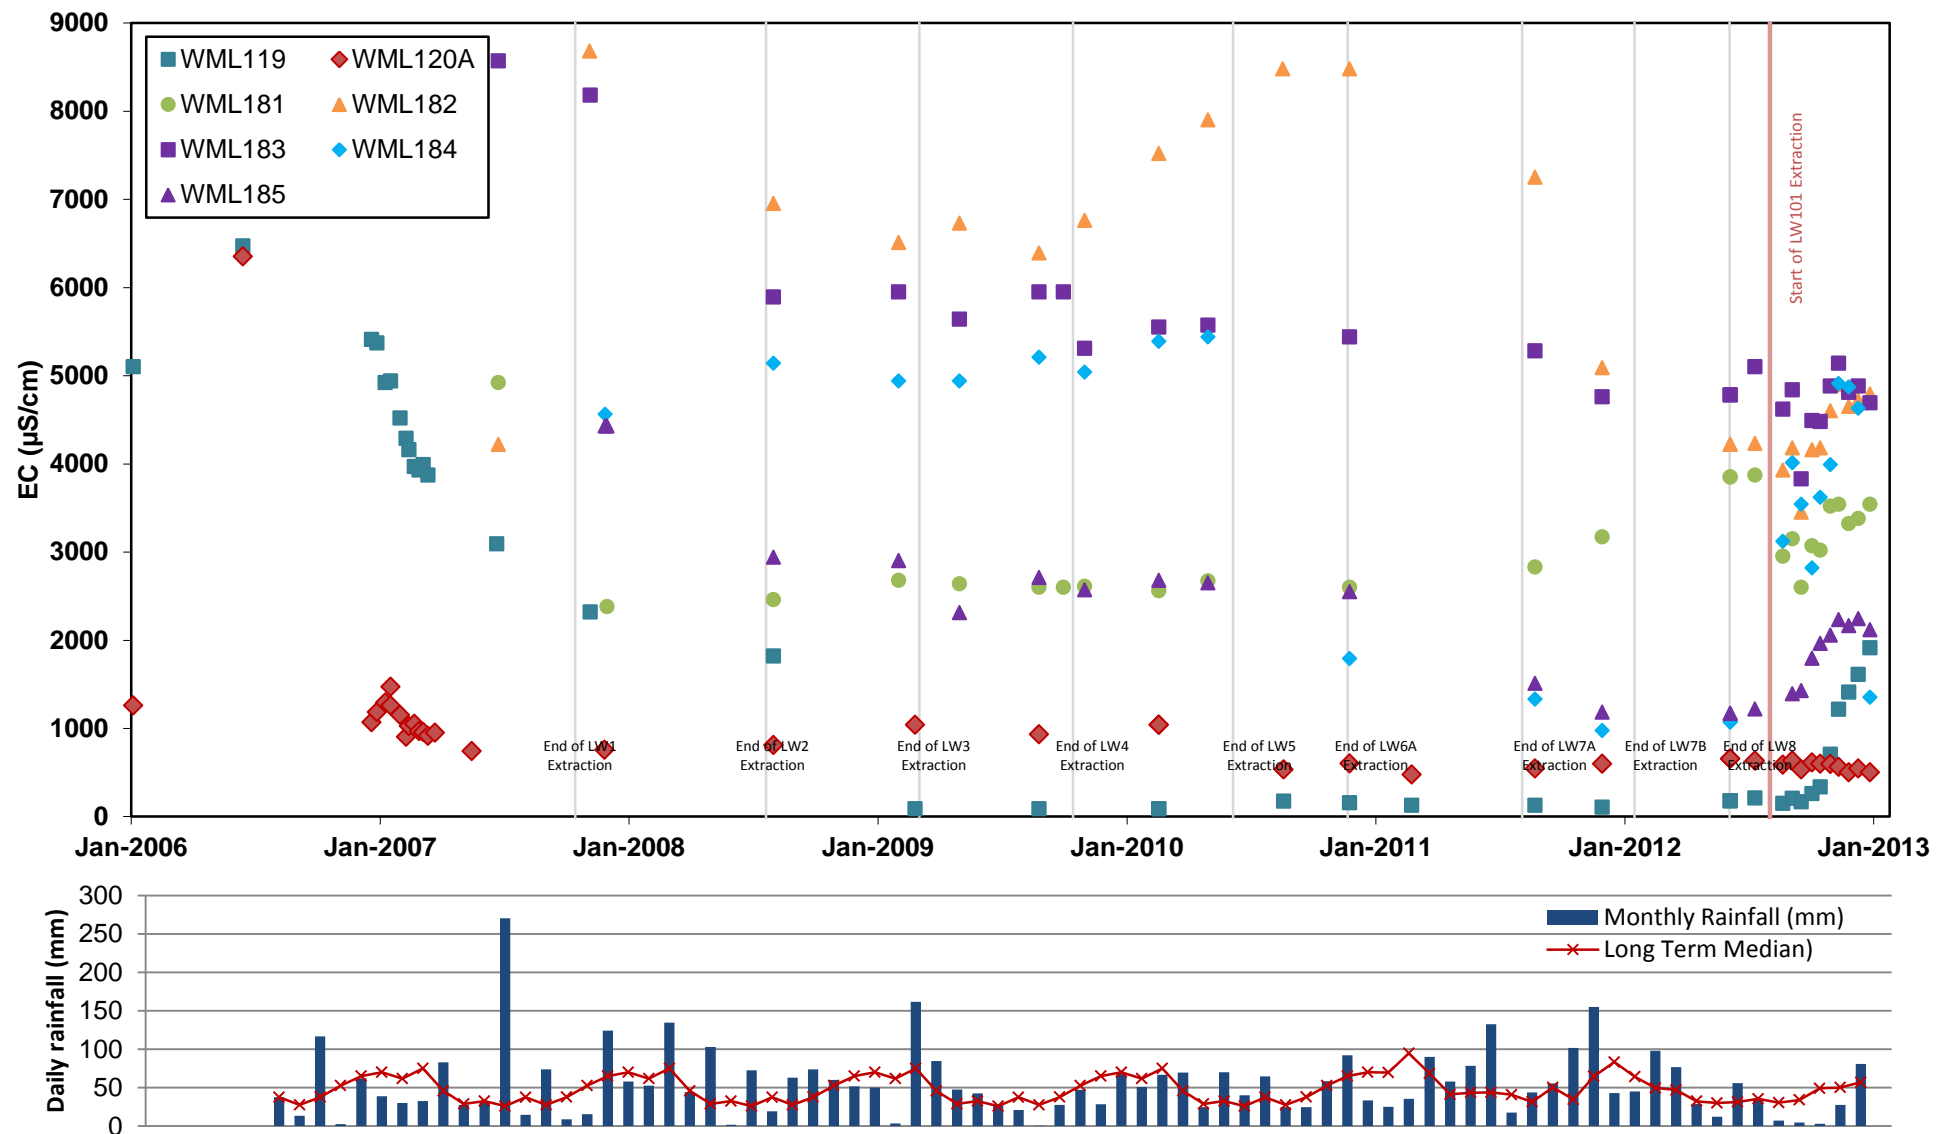 9000
8000
7000
6000
5000
4000
3000
2000
1000
0
EC (µS/cm)
WML119 WML120A
WML181 WML182
WML183 WML184
WML185
Start of LW101 Extraction
End of LW1
Extraction
End of LW2
Extraction
End of LW3
Extraction
End of LW4
Extraction
End of LW5
Extraction
End of LW6A
Extraction
End of LW7A
Extraction
End of LW7B
Extraction
End of LW8
Extraction
Jan-2006 Jan-2007 Jan-2008 Jan-2009 Jan-2010 Jan-2011 Jan-2012 Jan-2013
300
250
200
150
100
50
0
Daily rainfall (mm)
Monthly Rainfall (mm)
Long Term Median)